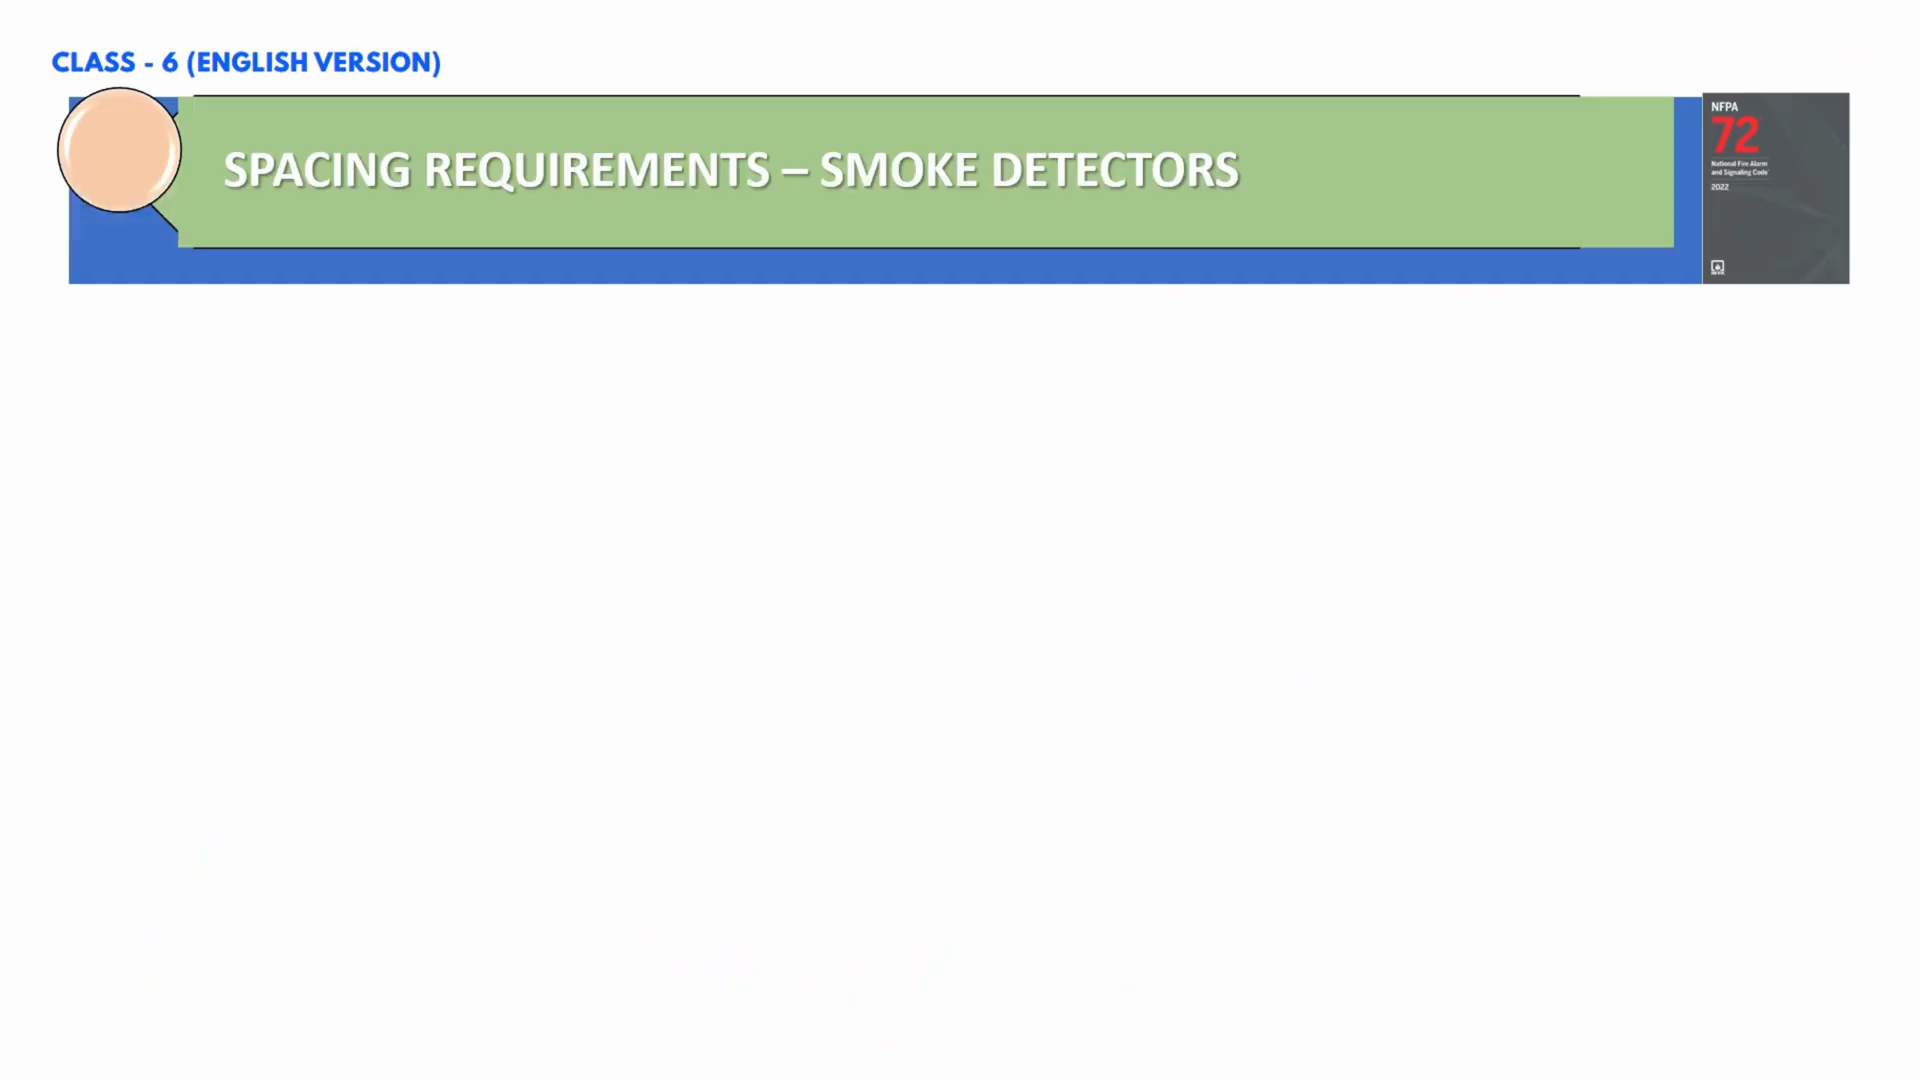 CLASS - 6 (ENGLISH VERSION)
SPACING REQUIREMENTS – SMOKE DETECTORS
NFPA
72
National Fire Alarm
and Signaling Code
2022